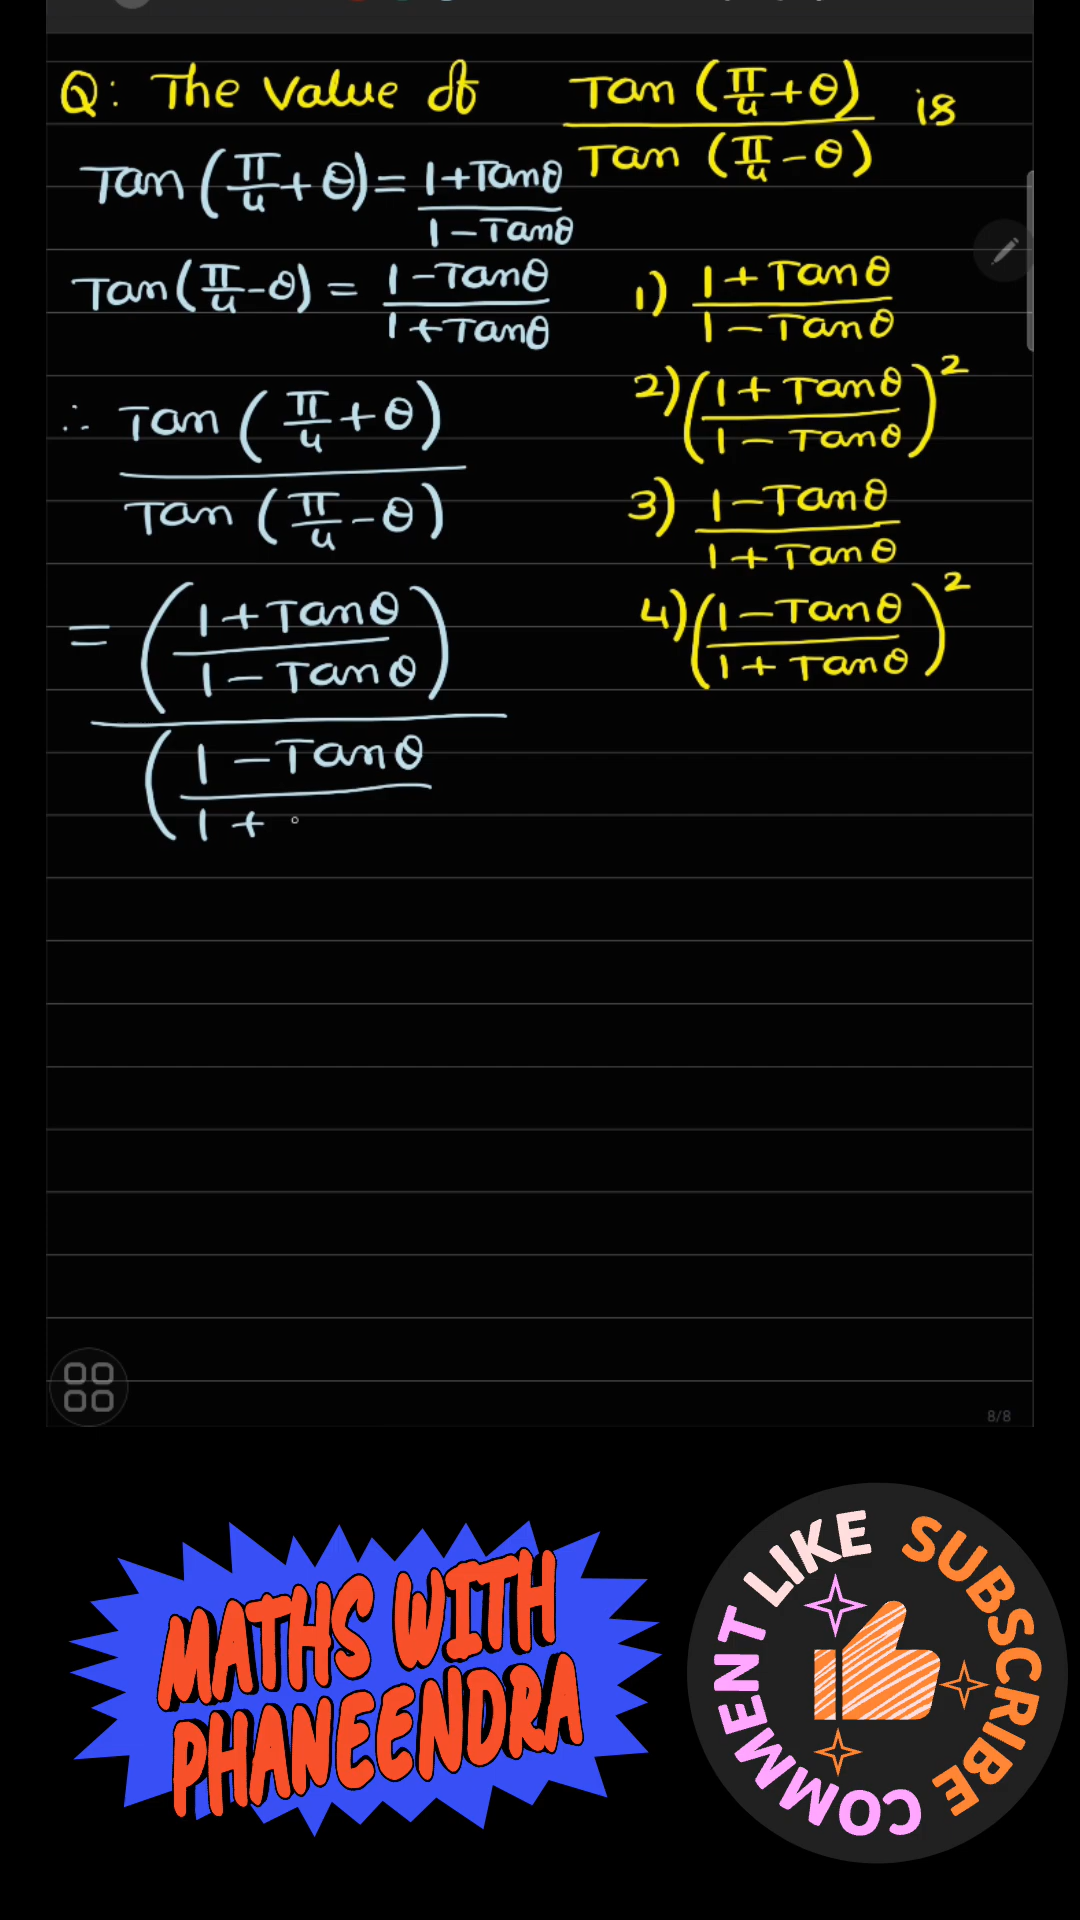 Q: The Value of Tan (π/4 + θ) / Tan (π/4 - θ) is
Tan (π/4 + θ) = 1 + Tanθ / 1 - Tanθ
Tan (π/4 - θ) = 1 - Tanθ / 1 + Tanθ
1) 1 + Tanθ / 1 - Tanθ
2) (1 + Tanθ / 1 - Tanθ)²
3) 1 - Tanθ / 1 + Tanθ
4) (1 - Tanθ / 1 + Tanθ)²
∴ Tan (π/4 + θ)
Tan (π/4 - θ)
= (1 + Tanθ / 1 - Tanθ)
(1 - Tanθ / 1 +
8/8
MATHS WITH
PHANEENDRA
LIKE SUBSCRIBE COMMENT